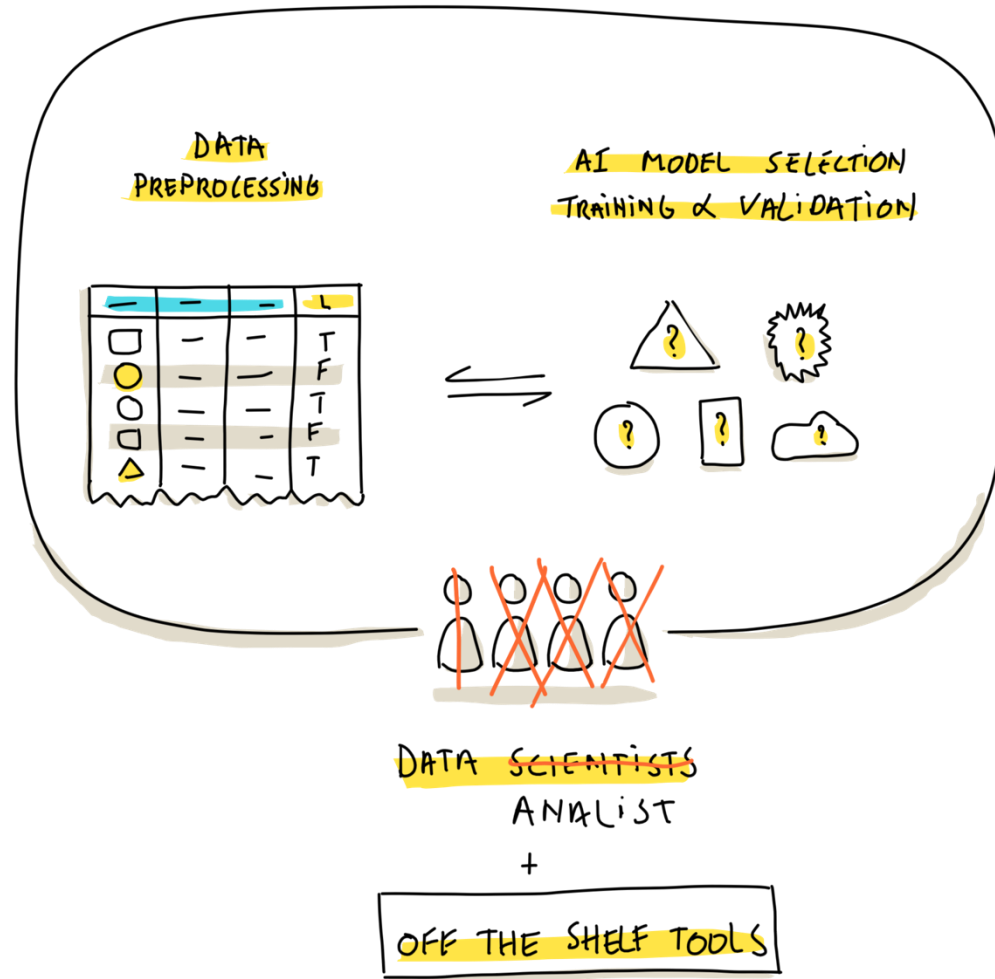 DATA
PREPROCESSING
AI MODEL SELECTION
TRAINING & VALIDATION
— — — L
— — T
— — F
— — T
— — F
— — T
? ?
? ? ?
DATA SCIENTISTS
ANALIST
+
OFF THE SHELF TOOLS